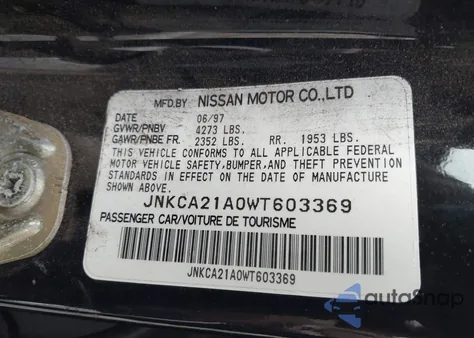 MFD.BY NISSAN MOTOR CO.,LTD
DATE 06/97
GVWR/PNBV 4273 LBS.
GAWR/PNBE FR. 2352 LBS. RR. 1953 LBS.
THIS VEHICLE CONFORMS TO ALL APPLICABLE FEDERAL
MOTOR VEHICLE SAFETY,BUMPER,AND THEFT PREVENTION
STANDARDS IN EFFECT ON THE DATE OF MANUFACTURE
JNKCA21A0WT603369
PASSENGER CAR/VOITURE DE TOURISME
JNKCA21A0WT603369
autoSnap